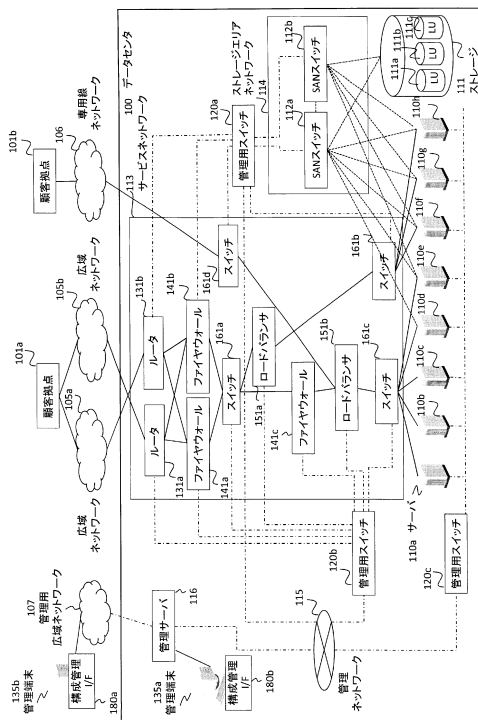 101a
顧客拠点
101b
顧客拠点
135b
管理端末
構成管理
I/F
180a
107
管理用
広域ネットワーク
広域
ネットワーク
105a
105b
広域
ネットワーク
106
専用線
ネットワーク
100
データセンタ
113
サービスネットワーク
116
管理サーバ
135a
管理端末
構成管理
I/F
180b
115
管理
ネットワーク
ルータ
131a
ルータ
131b
ファイヤウォール
141a
ファイヤウォール
141b
スイッチ
161a
スイッチ
161d
ロードバランサ
151a
ファイヤウォール
141c
ロードバランサ
151b
スイッチ
161c
スイッチ
161b
120a
管理用スイッチ
120b
管理用スイッチ
120c
管理用スイッチ
ストレージエリア
ネットワーク
114
112a
SANスイッチ
112b
SANスイッチ
111a
111b
111c
LU
LU
LU
111
ストレージ
サーバ
110a
110b
110c
110d
110e
110f
110g
110h